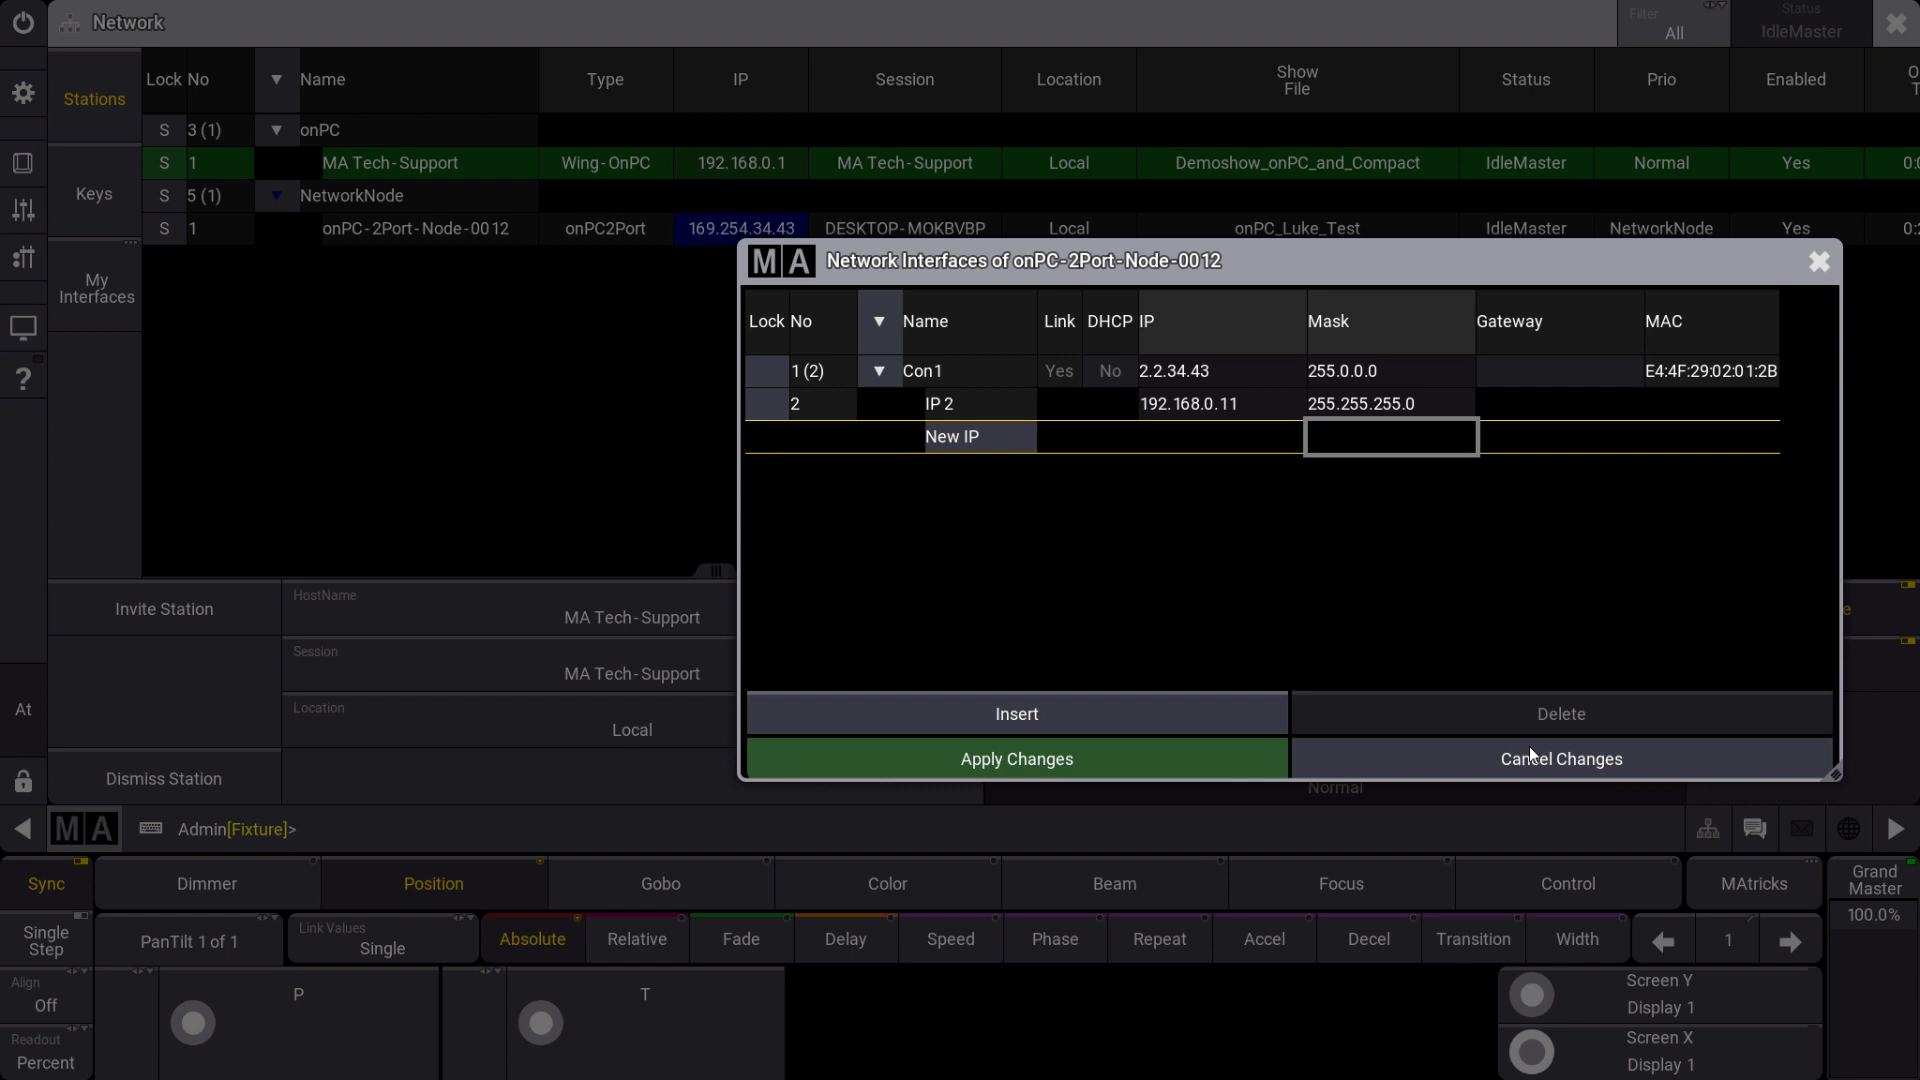 Network
Filter
All
Status
IdleMaster
Stations
Keys
My
Interfaces
Lock No Name Type IP Session Location Show File Status Prio Enabled
S 3 (1) onPC
S 1 MA Tech-Support Wing-OnPC 192.168.0.1 MA Tech-Support Local Demoshow_onPC_and_Compact IdleMaster Normal Yes
S 5 (1) NetworkNode
S 1 onPC-2Port-Node-0012 onPC2Port 169.254.34.43 DESKTOP-MOKBVBP Local onPC_Luke_Test IdleMaster NetworkNode Yes
MA Network Interfaces of onPC-2Port-Node-0012
Lock No Name Link DHCP IP Mask Gateway MAC
1 (2) Con1 Yes No 2.2.34.43 255.0.0.0 E4:4F:29:02:01:2B
2 IP 2 192.168.0.11 255.255.255.0
New IP
Insert Delete
Apply Changes Cancel Changes
Invite Station
HostName
MA Tech-Support
Session
MA Tech-Support
Location
Local
Dismiss Station
Normal
At
?
MA Admin[Fixture]>
Sync Dimmer Position Gobo Color Beam Focus Control MAtricks
Grand
Master
100.0%
Single
Step
PanTilt 1 of 1
Link Values
Single
Absolute Relative Fade Delay Speed Phase Repeat Accel Decel Transition Width 1
Align
Off
P T
Screen Y
Display 1
Readout
Percent
Screen X
Display 1